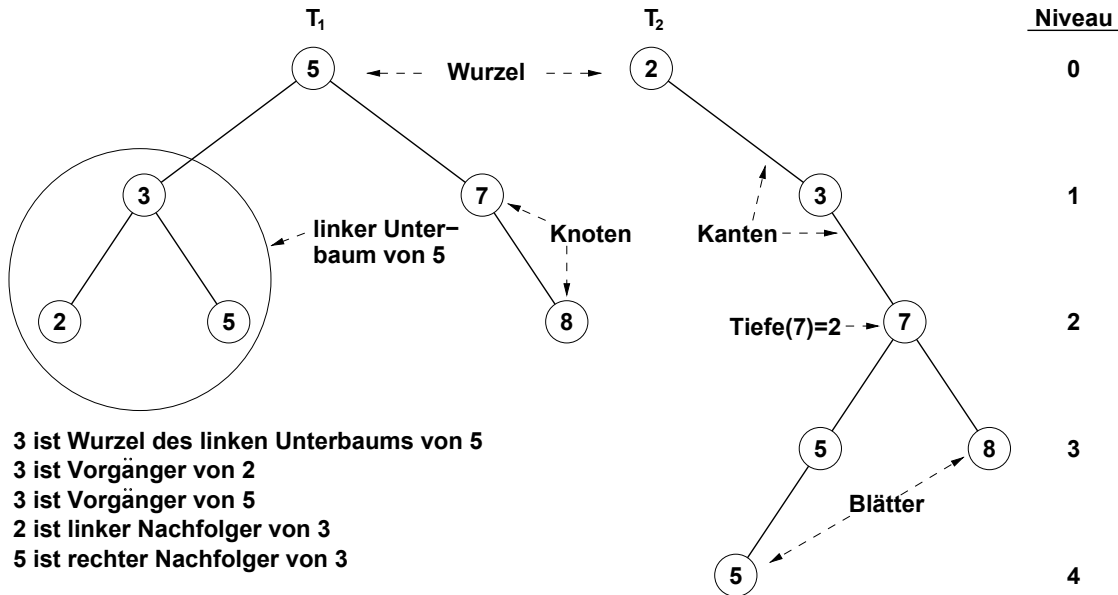 T1 T2 Niveau
5 Wurzel 2 0
3 7 3 1
linker Unter-
baum von 5
Knoten Kanten
2 5 8 Tiefe(7)=2 7 2
3 ist Wurzel des linken Unterbaums von 5
3 ist Vorgänger von 2
3 ist Vorgänger von 5
2 ist linker Nachfolger von 3
5 ist rechter Nachfolger von 3
5 8 3
Blätter
5 4